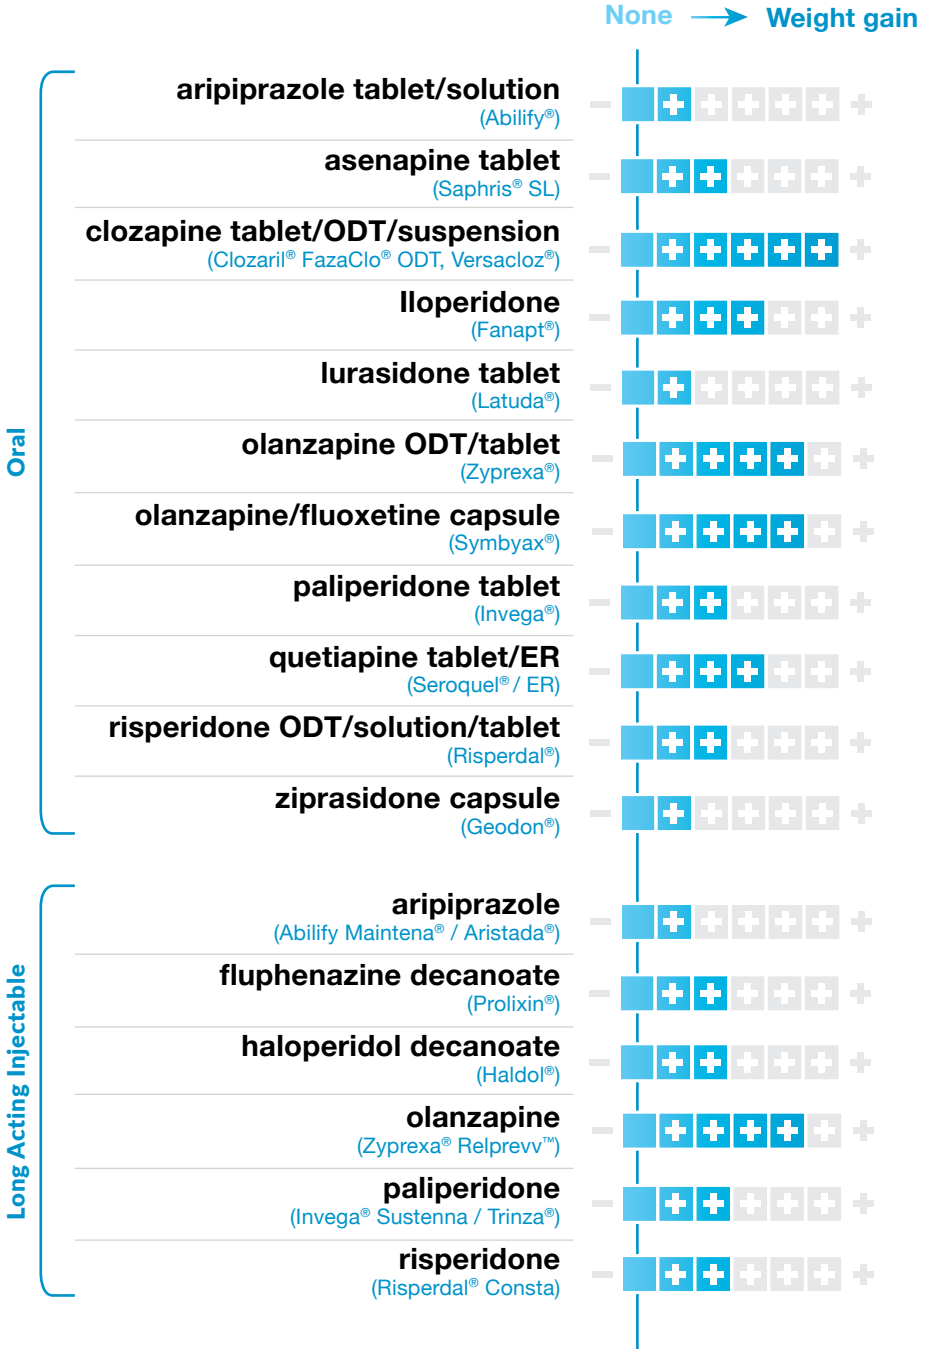 None → Weight gain
Oral
aripiprazole tablet/solution
(Abilify®)
asenapine tablet
(Saphris® SL)
clozapine tablet/ODT/suspension
(Clozaril® FazaClo® ODT, Versacloz®)
Iloperidone
(Fanapt®)
lurasidone tablet
(Latuda®)
olanzapine ODT/tablet
(Zyprexa®)
olanzapine/fluoxetine capsule
(Symbyax®)
paliperidone tablet
(Invega®)
quetiapine tablet/ER
(Seroquel® / ER)
risperidone ODT/solution/tablet
(Risperdal®)
ziprasidone capsule
(Geodon®)
Long Acting Injectable
aripiprazole
(Abilify Maintena® / Aristada®)
fluphenazine decanoate
(Prolixin®)
haloperidol decanoate
(Haldol®)
olanzapine
(Zyprexa® Relprevv™)
paliperidone
(Invega® Sustenna / Trinza®)
risperidone
(Risperdal® Consta)